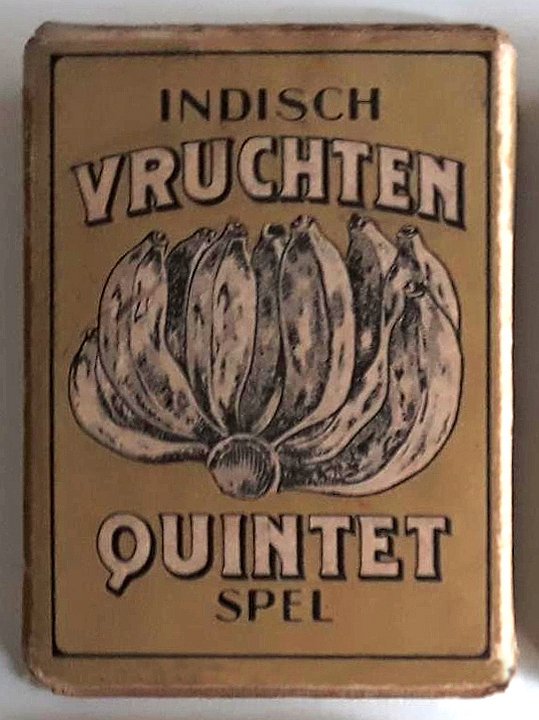 INDISCH
VRUCHTEN
QUINTET
SPEL